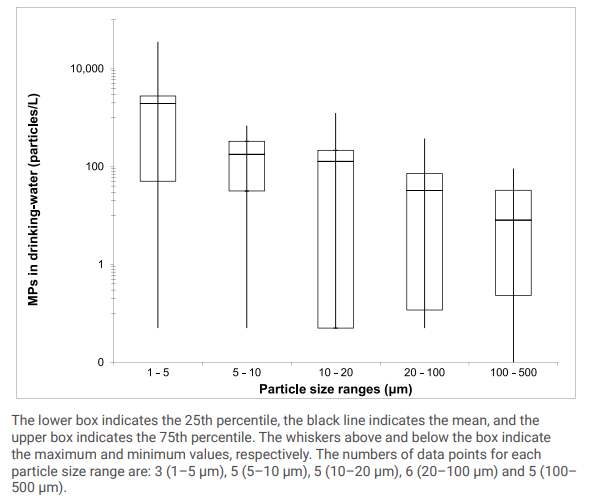 MPs in drinking-water (particles/L)
10,000
100
1
0
1 - 5
5 - 10
10 - 20
20 - 100
100 - 500
Particle size ranges (µm)
The lower box indicates the 25th percentile, the black line indicates the mean, and the
upper box indicates the 75th percentile. The whiskers above and below the box indicate
the maximum and minimum values, respectively. The numbers of data points for each
particle size range are: 3 (1–5 µm), 5 (5–10 µm), 5 (10–20 µm), 6 (20–100 µm) and 5 (100–
500 µm).